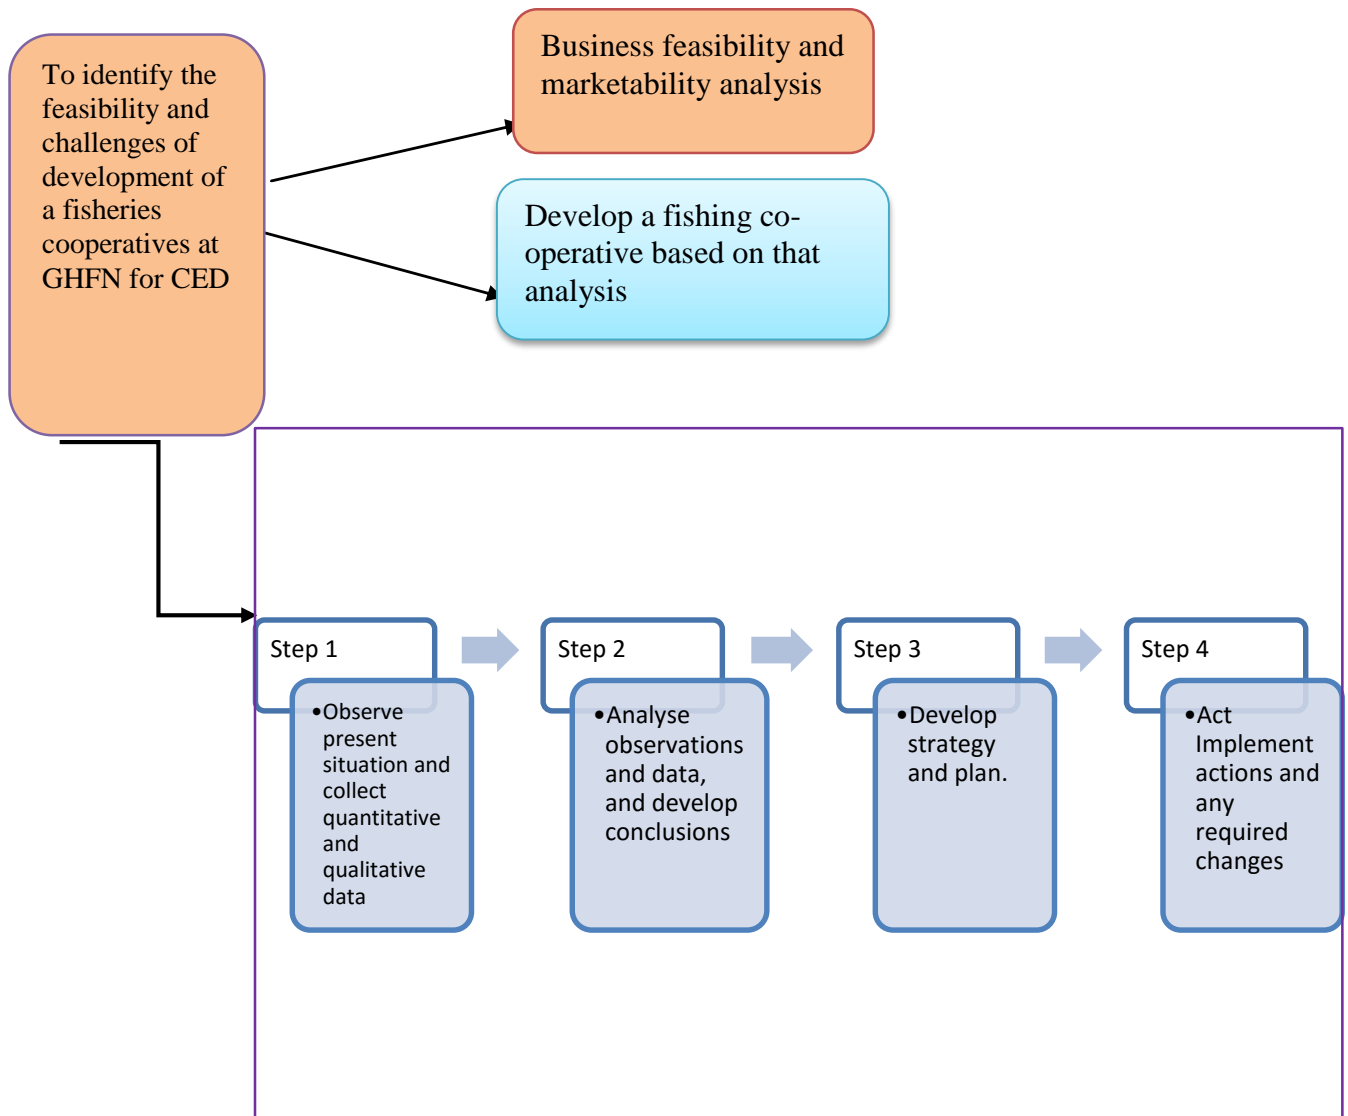 To identify the
feasibility and
challenges of
development of
a fisheries
cooperatives at
GHFN for CED
Business feasibility and
marketability analysis
Develop a fishing co-
operative based on that
analysis
Step 1
•Observe
present
situation and
collect
quantitative
and
qualitative
data
Step 2
•Analyse
observations
and data,
and develop
conclusions
Step 3
•Develop
strategy
and plan.
Step 4
•Act
Implement
actions and
any
required
changes